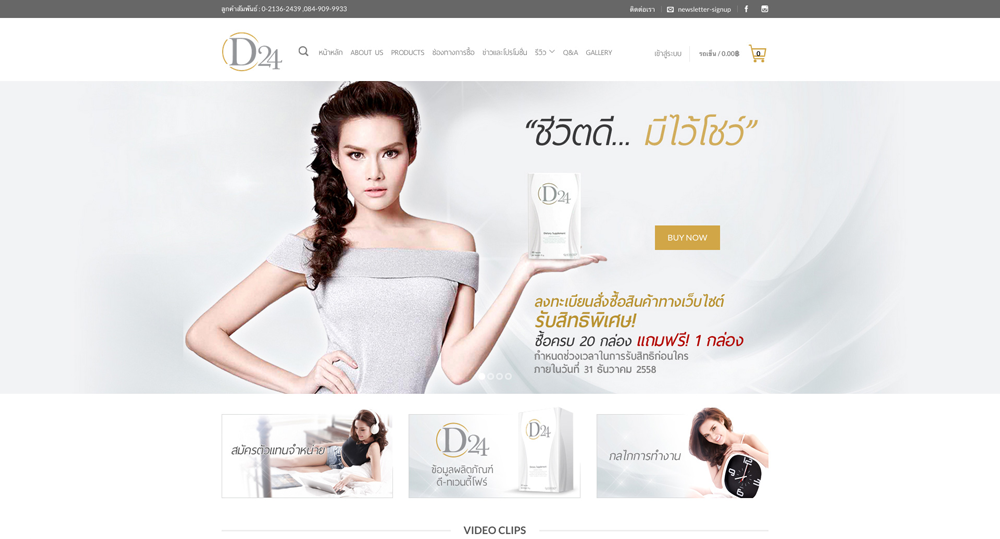 ลูกค้าสัมพันธ์ : 0-2136-2439 ,084-909-9933
ติดต่อเรา
newsletter-signup
D24
หน้าหลัก
ABOUT US
PRODUCTS
ช่องทางการซื้อ
ข่าวและโปรโมชั่น
รีวิว
Q&A
GALLERY
เข้าสู่ระบบ
รถเข็น / 0.00฿
0
“ชีวิตดี... มีไว้โชว์”
D24
BUY NOW
ลงทะเบียนสั่งซื้อสินค้าทางเว็บไซต์
รับสิทธิพิเศษ!
ซื้อครบ 20 กล่อง แถมฟรี! 1 กล่อง
กำหนดช่วงเวลาในการรับสิทธิก่อนใคร
ภายในวันที่ 31 ธันวาคม 2558
สมัครตัวแทนจำหน่าย
D24
ข้อมูลผลิตภัณฑ์
ดี-ทเวนตี้โฟร์
D24
กลไกการทำงาน
VIDEO CLIPS